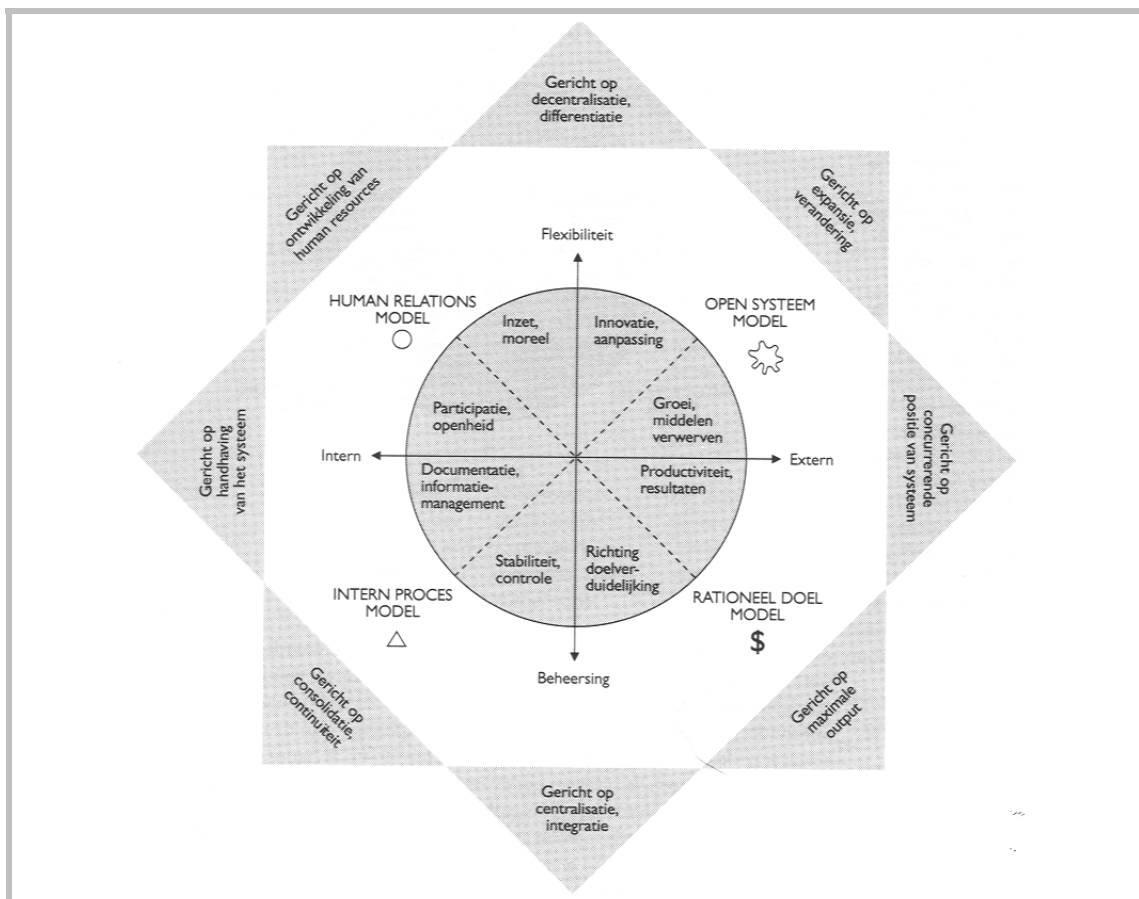 Gericht op
decentralisatie,
differentiatie
Gericht op
ontwikkeling van
human resources
Gericht op
expansie,
verandering
Flexibiliteit
HUMAN RELATIONS
MODEL
OPEN SYSTEEM
MODEL
Inzet,
moreel
Innovatie,
aanpassing
Participatie,
openheid
Groei,
middelen
verwerven
Gericht op
handhaving
van het systeem
Intern
Extern
Gericht op
concurrerende
positie van systeem
Documentatie,
informatie-
management
Productiviteit,
resultaten
Stabiliteit,
controle
Richting
doelver-
duidelijking
INTERN PROCES
MODEL
RATIONEEL DOEL
MODEL
$
Beheersing
Gericht op
consolidatie,
continuïteit
Gericht op
maximale
output
Gericht op
centralisatie,
integratie